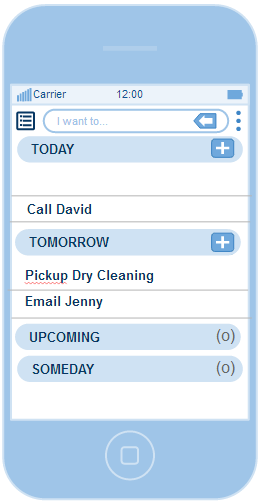 Carrier 12:00
I want to...
TODAY
Call David
TOMORROW
Pickup Dry Cleaning
Email Jenny
UPCOMING (0)
SOMEDAY (0)